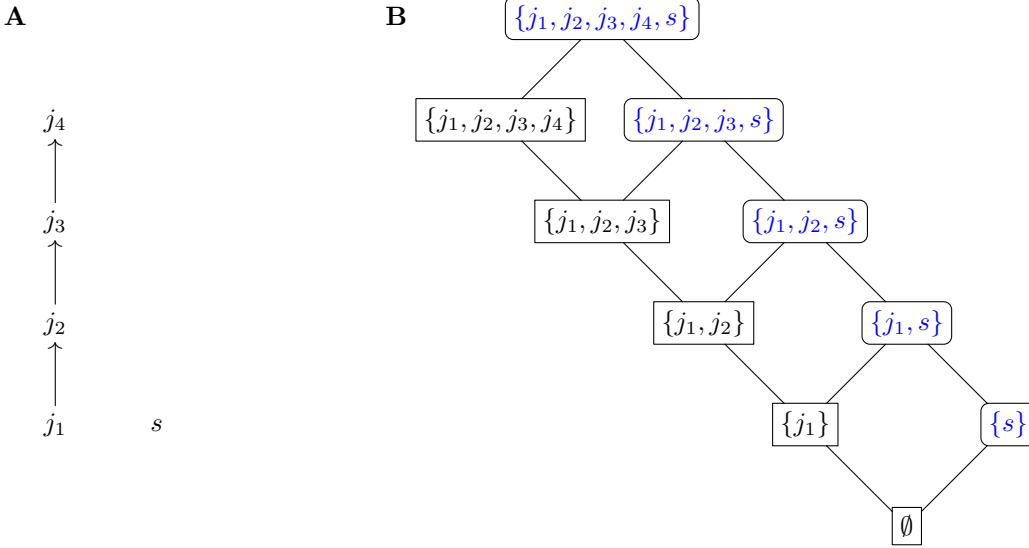 A
j₄
j₃
j₂
j₁ s
B
{j₁, j₂, j₃, j₄, s}
{j₁, j₂, j₃, j₄} {j₁, j₂, j₃, s}
{j₁, j₂, j₃} {j₁, j₂, s}
{j₁, j₂} {j₁, s}
{j₁} {s}
∅